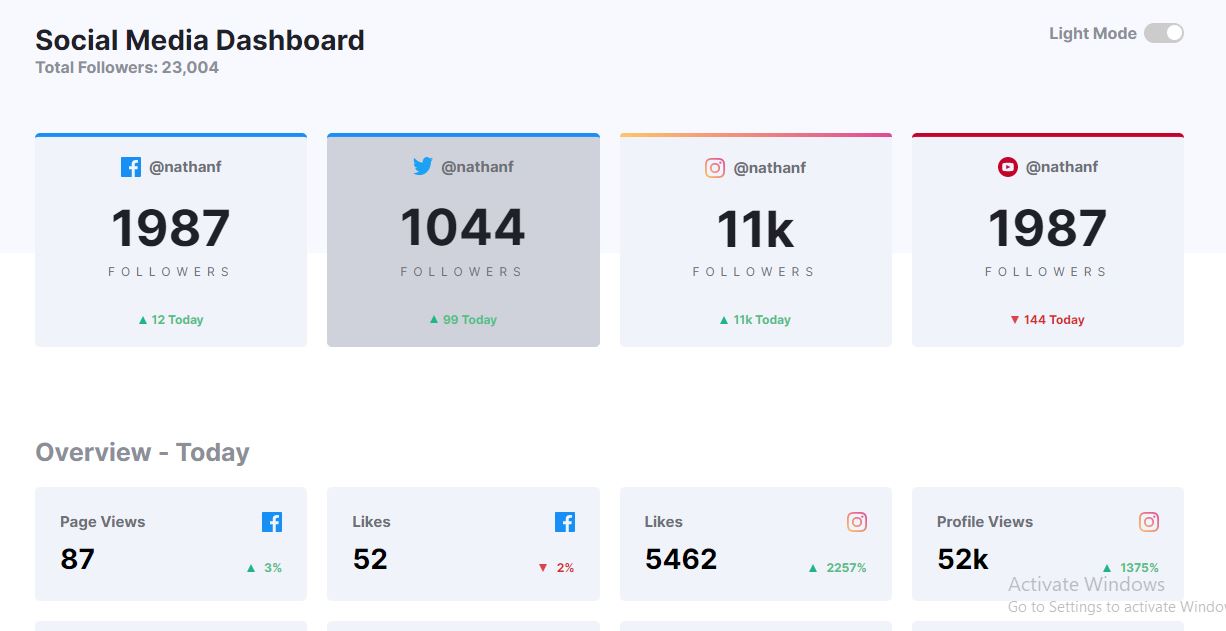 Social Media Dashboard
Light Mode
Total Followers: 23,004
@nathanf
1987
FOLLOWERS
12 Today
@nathanf
1044
FOLLOWERS
99 Today
@nathanf
11k
FOLLOWERS
11k Today
@nathanf
1987
FOLLOWERS
144 Today
Overview - Today
Page Views
87
3%
Likes
52
2%
Likes
5462
2257%
Profile Views
52k
1375%
Activate Windows
Go to Settings to activate Windo